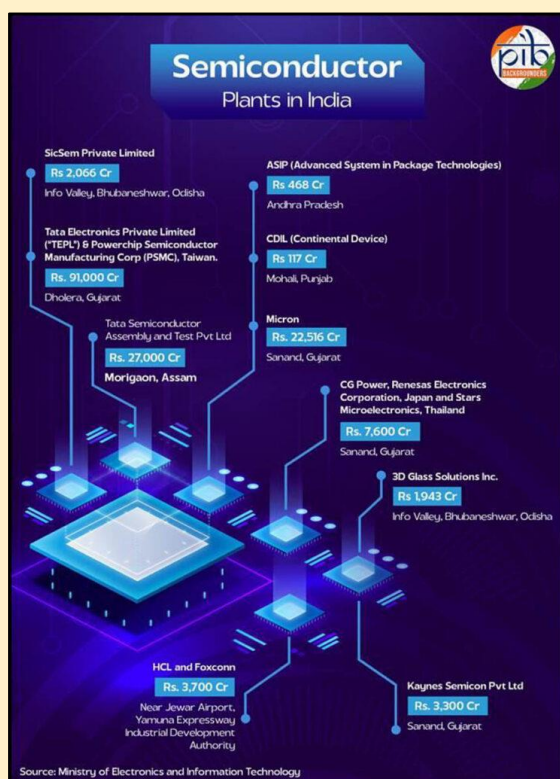 Semiconductor
Plants in India
pib
BACKGROUNDERS
SicSem Private Limited
Rs 2,066 Cr
Info Valley, Bhubaneshwar, Odisha
Tata Electronics Private Limited
("TEPL") & Powerchip Semiconductor
Manufacturing Corp (PSMC), Taiwan.
Rs. 91,000 Cr
Dholera, Gujarat
Tata Semiconductor
Assembly and Test Pvt Ltd
Rs. 27,000 Cr
Morigaon, Assam
ASIP (Advanced System in Package Technologies)
Rs 468 Cr
Andhra Pradesh
CDIL (Continental Device)
Rs 117 Cr
Mohali, Punjab
Micron
Rs. 22,516 Cr
Sanand, Gujarat
CG Power, Renesas Electronics
Corporation, Japan and Stars
Microelectronics, Thailand
Rs. 7,600 Cr
Sanand, Gujarat
3D Glass Solutions Inc.
Rs 1,943 Cr
Info Valley, Bhubaneshwar, Odisha
HCL and Foxconn
Rs. 3,700 Cr
Near Jewar Airport,
Yamuna Expressway
Industrial Development
Authority
Kaynes Semicon Pvt Ltd
Rs. 3,300 Cr
Sanand, Gujarat
Source: Ministry of Electronics and Information Technology